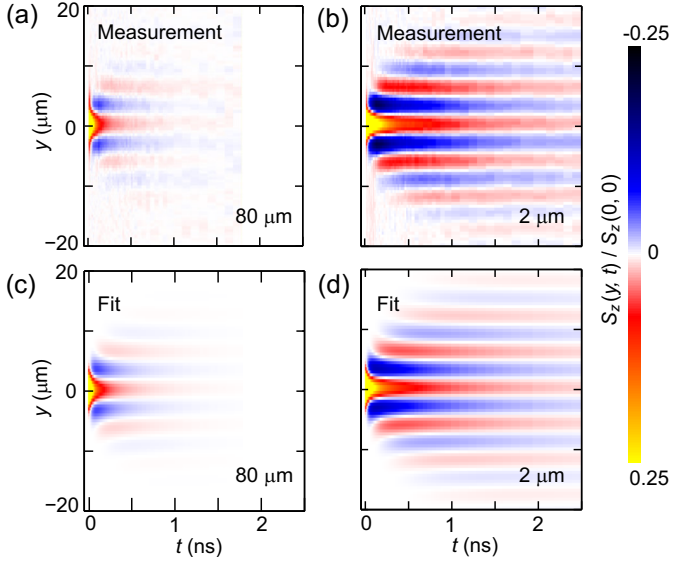 (a)
Measurement
80 μm
20
0
−20
y (μm)
(b)
Measurement
2 μm
(c)
Fit
80 μm
20
0
−20
y (μm)
0
1
2
t (ns)
(d)
Fit
2 μm
0
1
2
t (ns)
-0.25
0
0.25
Sz(y, t) / Sz(0, 0)